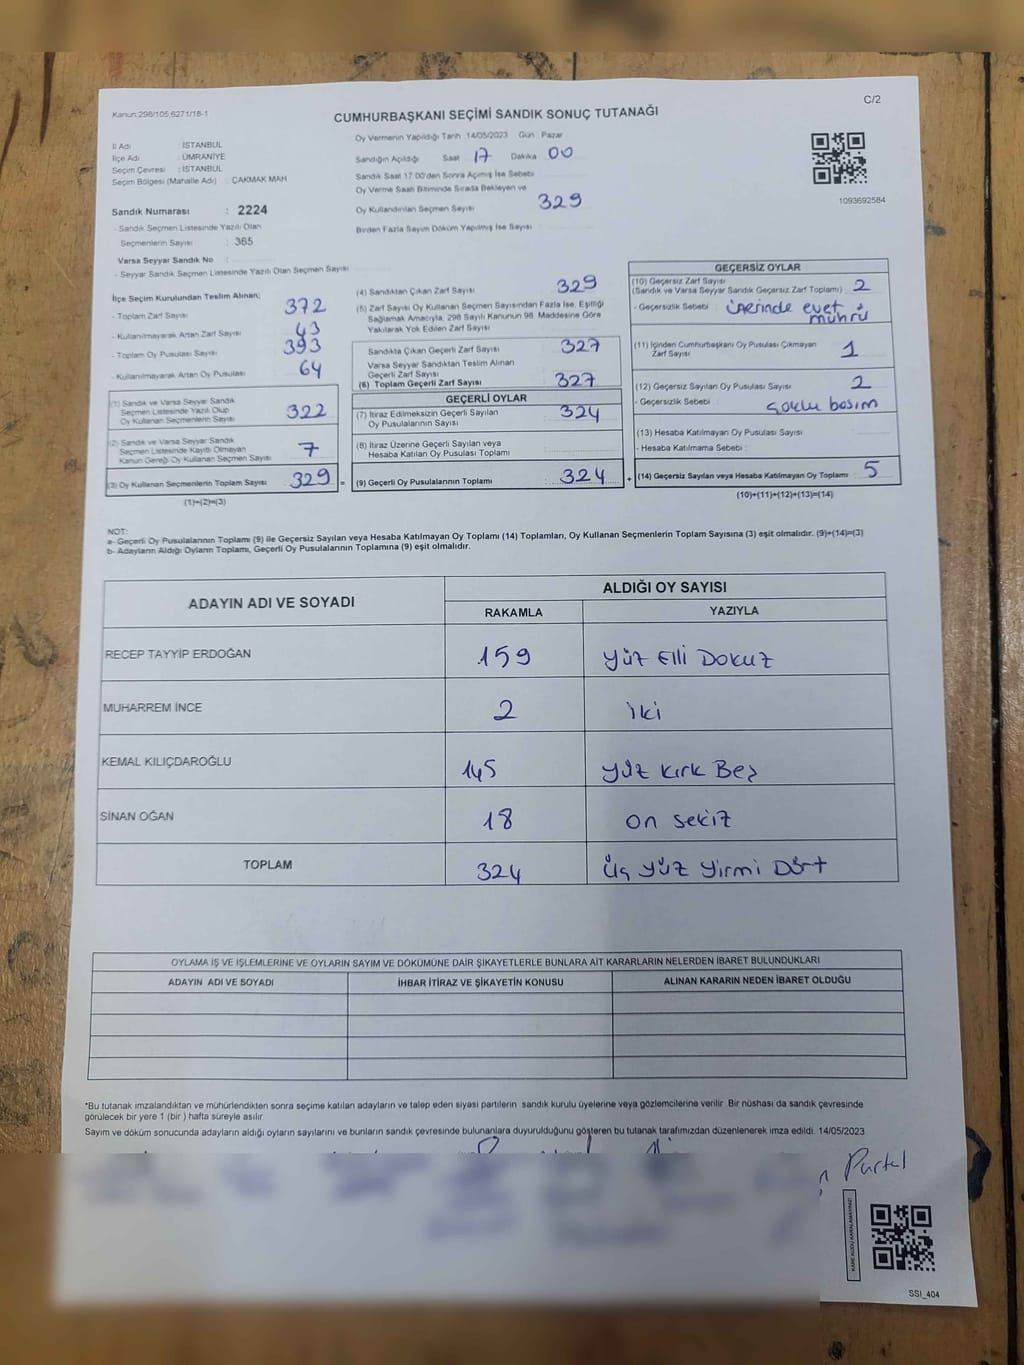 C/2
Kanun:298/105,6271/18-1
CUMHURBAŞKANI SEÇİMİ SANDIK SONUÇ TUTANAĞI
İl Adı : İSTANBUL
İlçe Adı : ÜMRANİYE
Seçim Çevresi : İSTANBUL
Seçim Bölgesi (Mahalle Adı) : ÇAKMAK MAH
Sandık Numarası : 2224
- Sandık Seçmen Listesinde Yazılı Olan
Seçmenlerin Sayısı : 365
Varsa Seyyar Sandık No :
- Seyyar Sandık Seçmen Listesinde Yazılı Olan Seçmen Sayısı
Oy Vermenin Yapıldığı Tarih :14/05/2023 Gün : Pazar
Sandığın Açıldığı Saat 17 Dakika 00
Sandık Saat 17:00'den Sonra Açılmış İse Sebebi
Oy Verme Saati Bitiminde Sırada Bekleyen ve
Oy Kullandırılan Seçmen Sayısı 329
Birden Fazla Sayım Döküm Yapılmış İse Sayısı
1093692584
İlçe Seçim Kurulundan Teslim Alınan;
- Toplam Zarf Sayısı 372
- Kullanılmayarak Artan Zarf Sayısı 43
- Toplam Oy Pusulası Sayısı 393
- Kullanılmayarak Artan Oy Pusulası 64
(1) Sandık ve Varsa Seyyar Sandık
Seçmen Listesinde Yazılı Olup
Oy Kullanan Seçmenlerin Sayısı 322
(2) Sandık ve Varsa Seyyar Sandık
Seçmen Listesinde Kayıtlı Olmayan
Kanun Gereği Oy Kullanan Seçmen Sayısı 7
(3) Oy Kullanan Seçmenlerin Toplam Sayısı 329 =
(1)+(2)=(3)
(4) Sandıktan Çıkan Zarf Sayısı 329
(5) Zarf Sayısı Oy Kullanan Seçmen Sayısından Fazla İse, Eşitliği
Sağlamak Amacıyla, 298 Sayılı Kanunun 98. Maddesine Göre
Yakılarak Yok Edilen Zarf Sayısı
Sandıkta Çıkan Geçerli Zarf Sayısı 327
Varsa Seyyar Sandıktan Teslim Alınan
Geçerli Zarf Sayısı
(6) Toplam Geçerli Zarf Sayısı 327
GEÇERLİ OYLAR
(7) İtiraz Edilmeksizin Geçerli Sayılan
Oy Pusulalarının Sayısı 324
(8) İtiraz Üzerine Geçerli Sayılan veya
Hesaba Katılan Oy Pusulası Toplamı
(9) Geçerli Oy Pusulalarının Toplamı 324 +
GEÇERSİZ OYLAR
(10) Geçersiz Zarf Sayısı
(Sandık ve Varsa Seyyar Sandık Geçersiz Zarf Toplamı) 2
- Geçersizlik Sebebi : üzerinde evet
mührü
(11) İçinden Cumhurbaşkanı Oy Pusulası Çıkmayan
Zarf Sayısı 1
(12) Geçersiz Sayılan Oy Pusulası Sayısı 2
- Geçersizlik Sebebi : çoklu basım
(13) Hesaba Katılmayan Oy Pusulası Sayısı
- Hesaba Katılmama Sebebi :
(14) Geçersiz Sayılan veya Hesaba Katılmayan Oy Toplamı 5
(10)+(11)+(12)+(13)=(14)
NOT:
a- Geçerli Oy Pusulalarının Toplamı (9) ile Geçersiz Sayılan veya Hesaba Katılmayan Oy Toplamı (14) Toplamları, Oy Kullanan Seçmenlerin Toplam Sayısına (3) eşit olmalıdır. (9)+(14)=(3)
b- Adayların Aldığı Oyların Toplamı, Geçerli Oy Pusulalarının Toplamına (9) eşit olmalıdır.
ADAYIN ADI VE SOYADI ALDIĞI OY SAYISI
RAKAMLA YAZIYLA
RECEP TAYYİP ERDOĞAN 159 Yüz Elli Dokuz
MUHARREM İNCE 2 iki
KEMAL KILIÇDAROĞLU 145 Yüz Kırk Beş
SİNAN OĞAN 18 on sekiz
TOPLAM 324 Üç Yüz Yirmi Dört
OYLAMA İŞ VE İŞLEMLERİNE VE OYLARIN SAYIM VE DÖKÜMÜNE DAİR ŞİKAYETLERLE BUNLARA AİT KARARLARIN NELERDEN İBARET BULUNDUKLARI
ADAYIN ADI VE SOYADI İHBAR İTİRAZ VE ŞİKAYETİN KONUSU ALINAN KARARIN NEDEN İBARET OLDUĞU
*Bu tutanak imzalandıktan ve mühürlendikten sonra seçime katılan adayların ve talep eden siyasi partilerin sandık kurulu üyelerine veya gözlemcilerine verilir. Bir nüshası da sandık çevresinde
görülecek bir yere 1 (bir ) hafta süreyle asılır.
Sayım ve döküm sonucunda adayların aldığı oyların sayılarını ve bunların sandık çevresinde bulunanlara duyurulduğunu gösteren bu tutanak tarafımızdan düzenlenerek imza edildi. 14/05/2023
KARE KODU KARALAMAYINIZ!
SSI_404